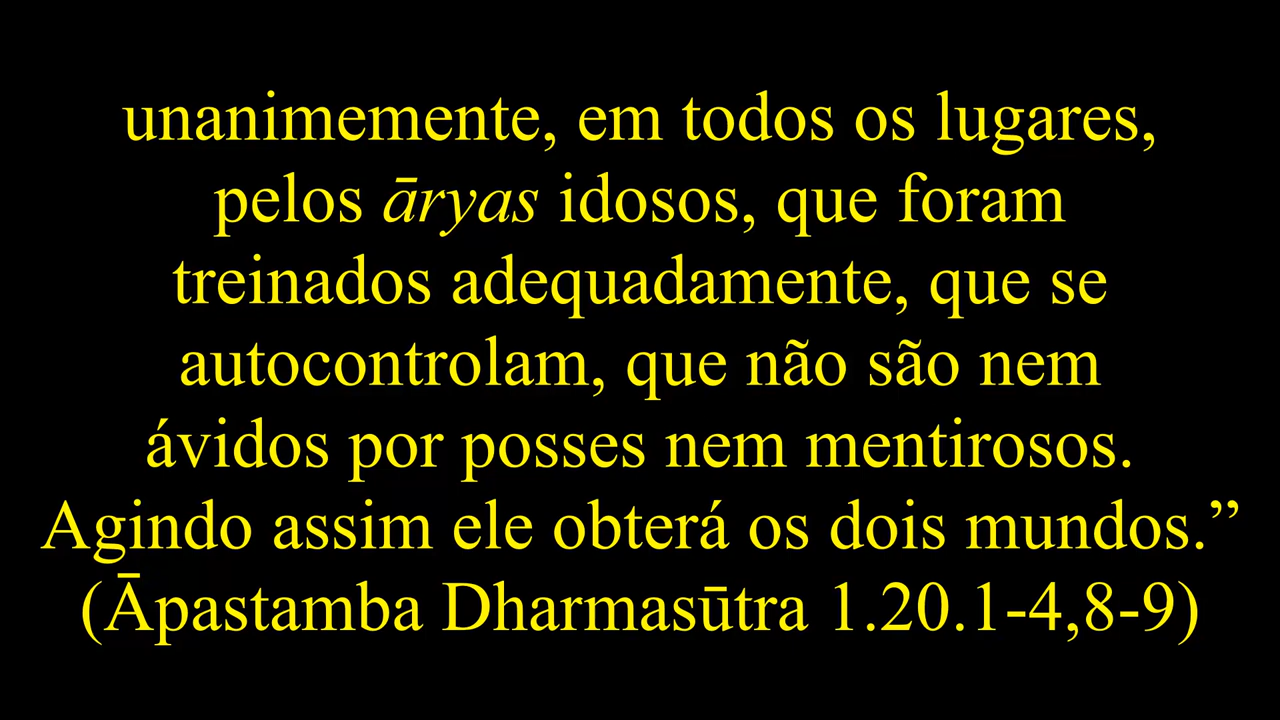 unanimemente, em todos os lugares,
pelos āryas idosos, que foram
treinados adequadamente, que se
autocontrolam, que não são nem
ávidos por posses nem mentirosos.
Agindo assim ele obterá os dois mundos.”
(Āpastamba Dharmasūtra 1.20.1-4,8-9)